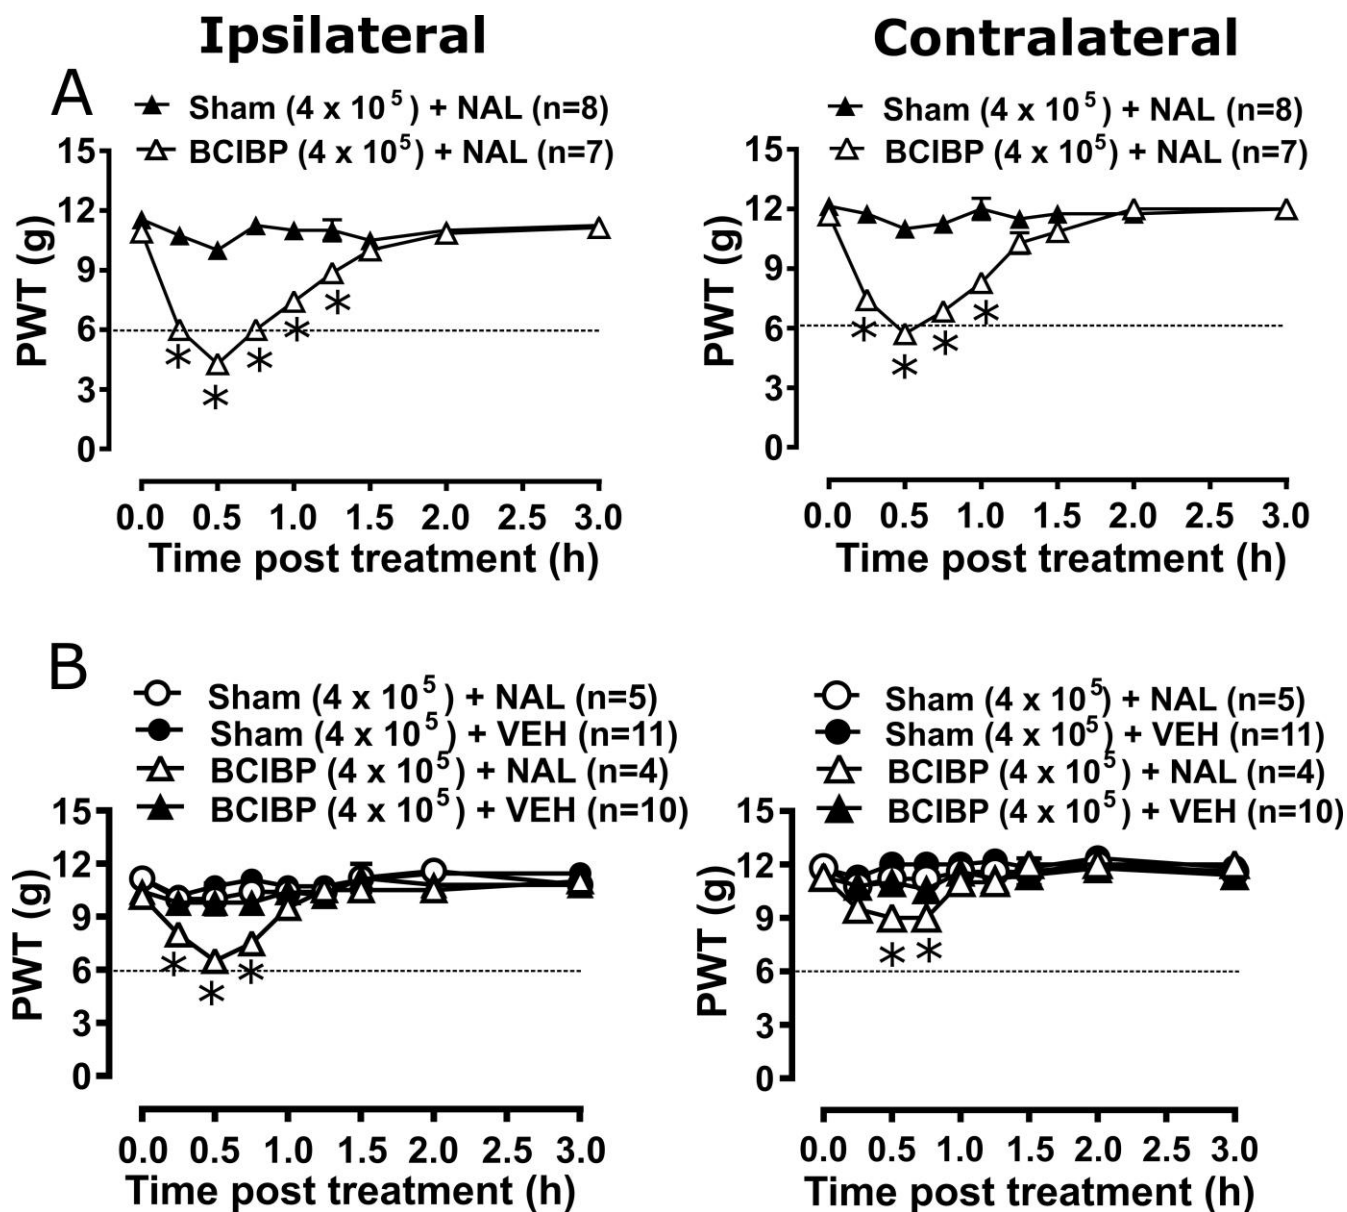 Ipsilateral
Contralateral
A
Sham (4 x 10⁵) + NAL (n=8)
BCIBP (4 x 10⁵) + NAL (n=7)
PWT (g)
15
12
9
6
3
0
* * * * *
0.0 0.5 1.0 1.5 2.0 2.5 3.0
Time post treatment (h)
Sham (4 x 10⁵) + NAL (n=8)
BCIBP (4 x 10⁵) + NAL (n=7)
PWT (g)
15
12
9
6
3
0
* * * *
0.0 0.5 1.0 1.5 2.0 2.5 3.0
Time post treatment (h)
B
Sham (4 x 10⁵) + NAL (n=5)
Sham (4 x 10⁵) + VEH (n=11)
BCIBP (4 x 10⁵) + NAL (n=4)
BCIBP (4 x 10⁵) + VEH (n=10)
PWT (g)
15
12
9
6
3
0
* * *
0.0 0.5 1.0 1.5 2.0 2.5 3.0
Time post treatment (h)
Sham (4 x 10⁵) + NAL (n=5)
Sham (4 x 10⁵) + VEH (n=11)
BCIBP (4 x 10⁵) + NAL (n=4)
BCIBP (4 x 10⁵) + VEH (n=10)
PWT (g)
15
12
9
6
3
0
* *
0.0 0.5 1.0 1.5 2.0 2.5 3.0
Time post treatment (h)